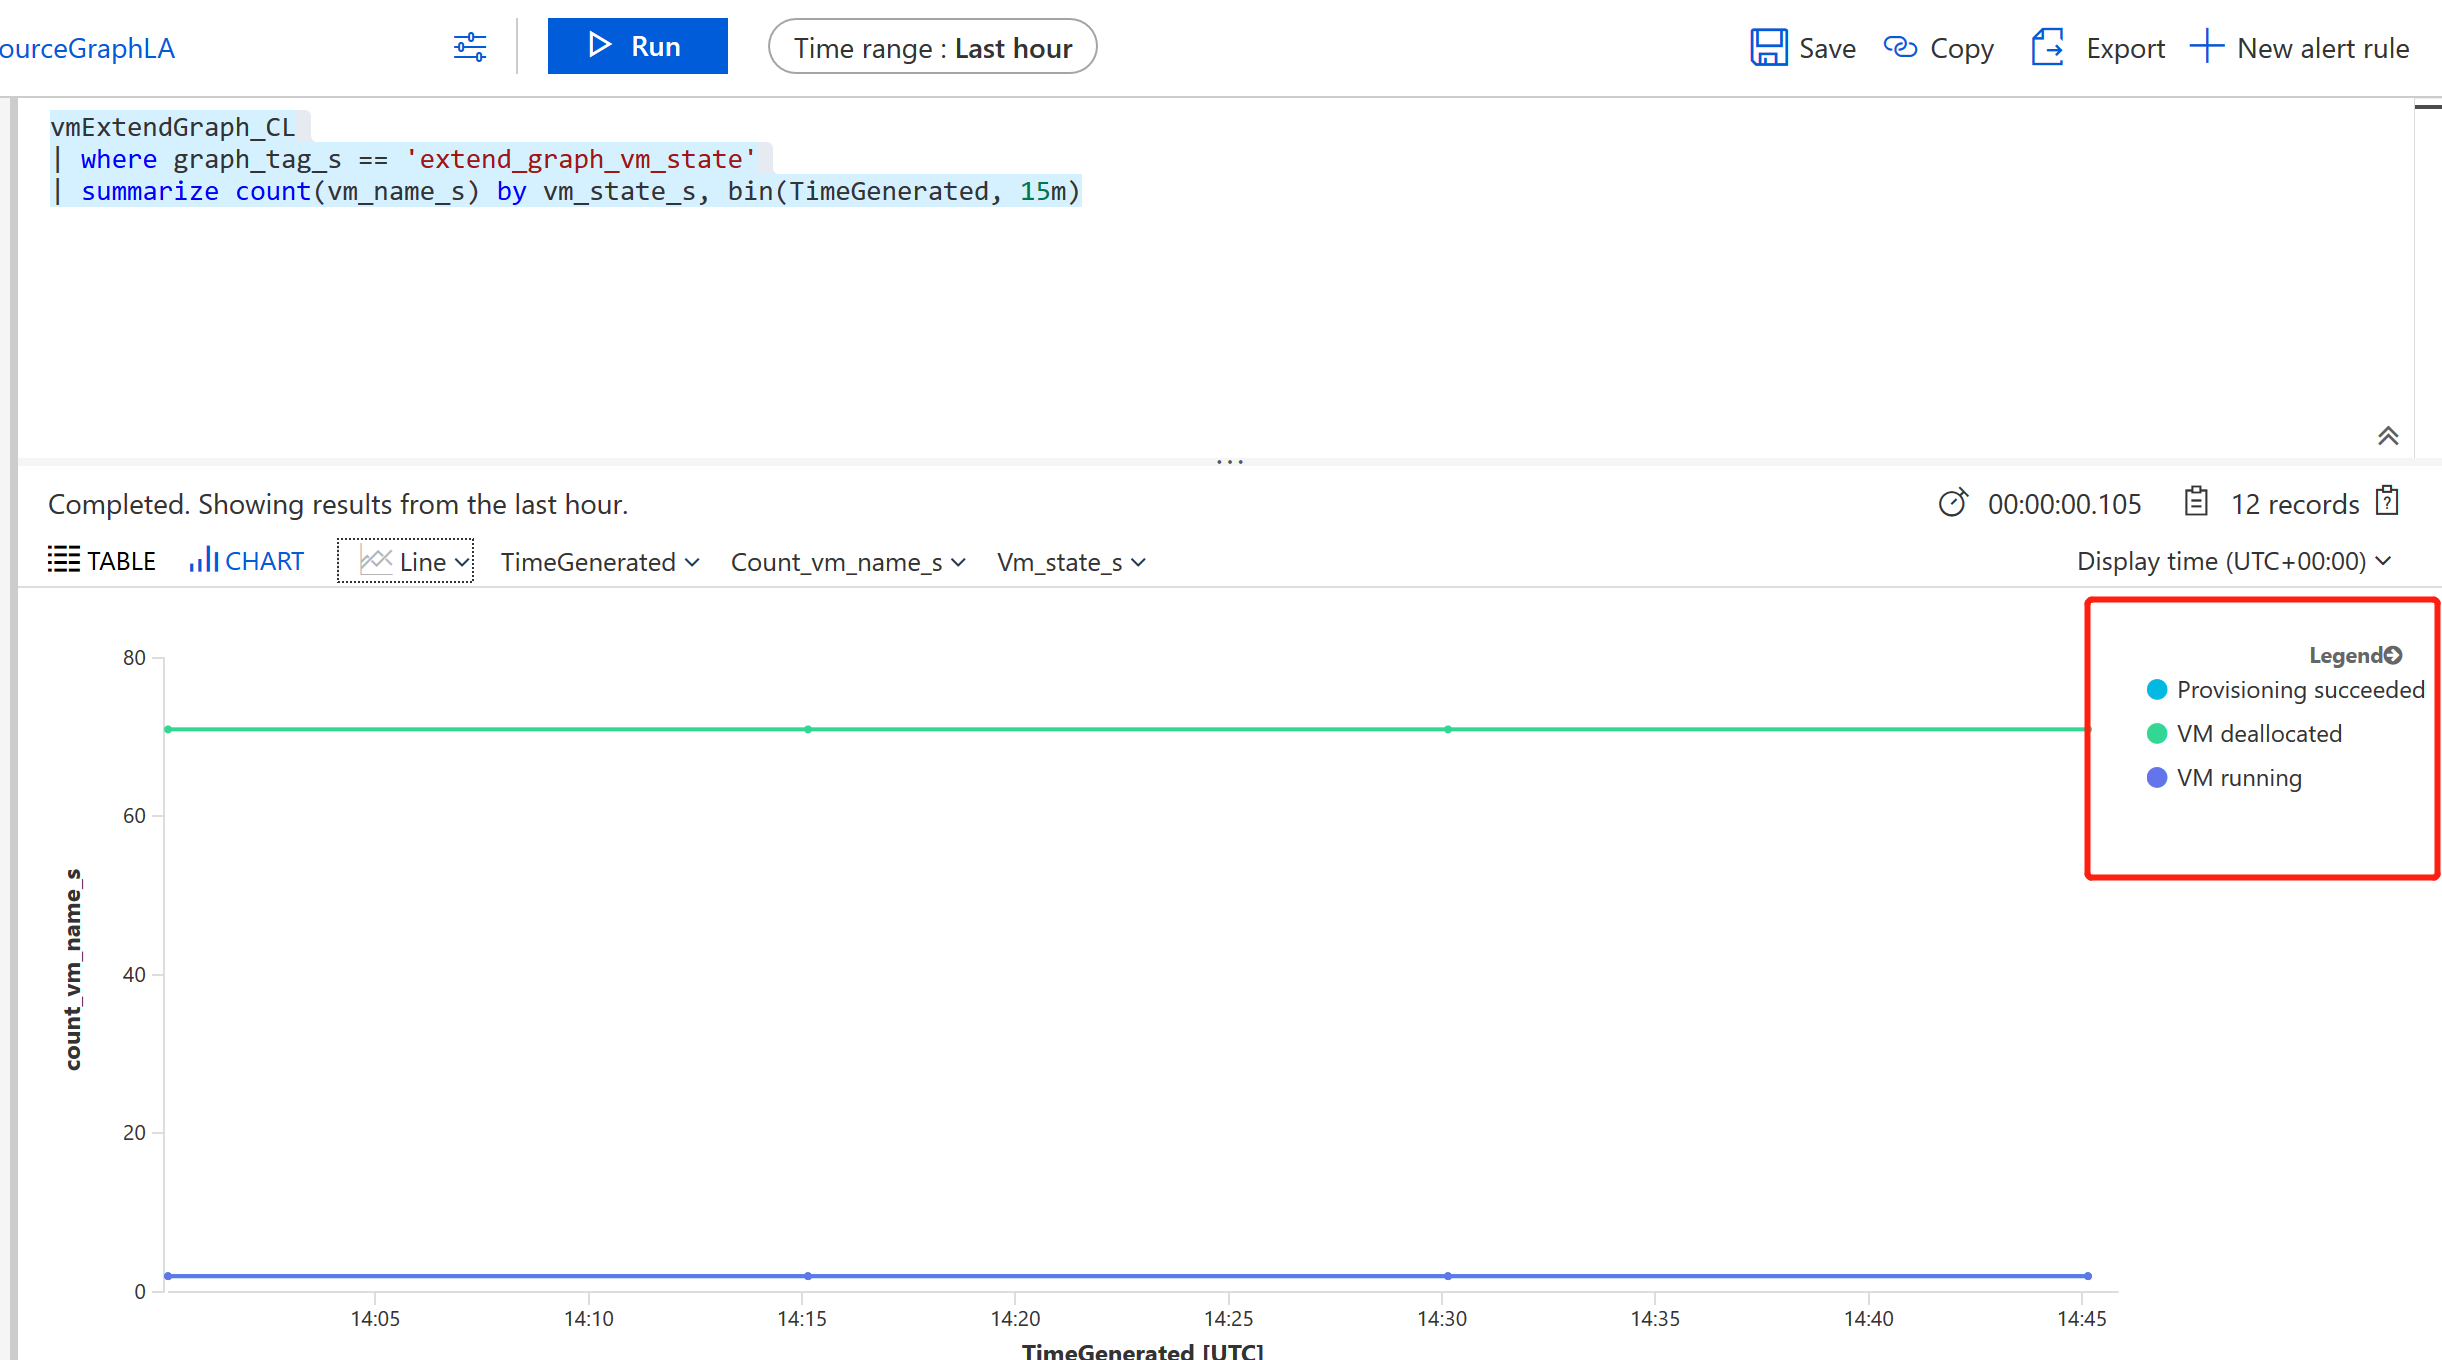 ourceGraphLA
Run
Time range : Last hour
Save
Copy
Export
New alert rule
vmExtendGraph_CL
| where graph_tag_s == 'extend_graph_vm_state'
| summarize count(vm_name_s) by vm_state_s, bin(TimeGenerated, 15m)
...
Completed. Showing results from the last hour.
00:00:00.105
12 records
TABLE
CHART
Line
TimeGenerated
Count_vm_name_s
Vm_state_s
Display time (UTC+00:00)
Legend
Provisioning succeeded
VM deallocated
VM running
80
60
40
20
0
count_vm_name_s
14:05
14:10
14:15
14:20
14:25
14:30
14:35
14:40
14:45
TimeGenerated [UTC]